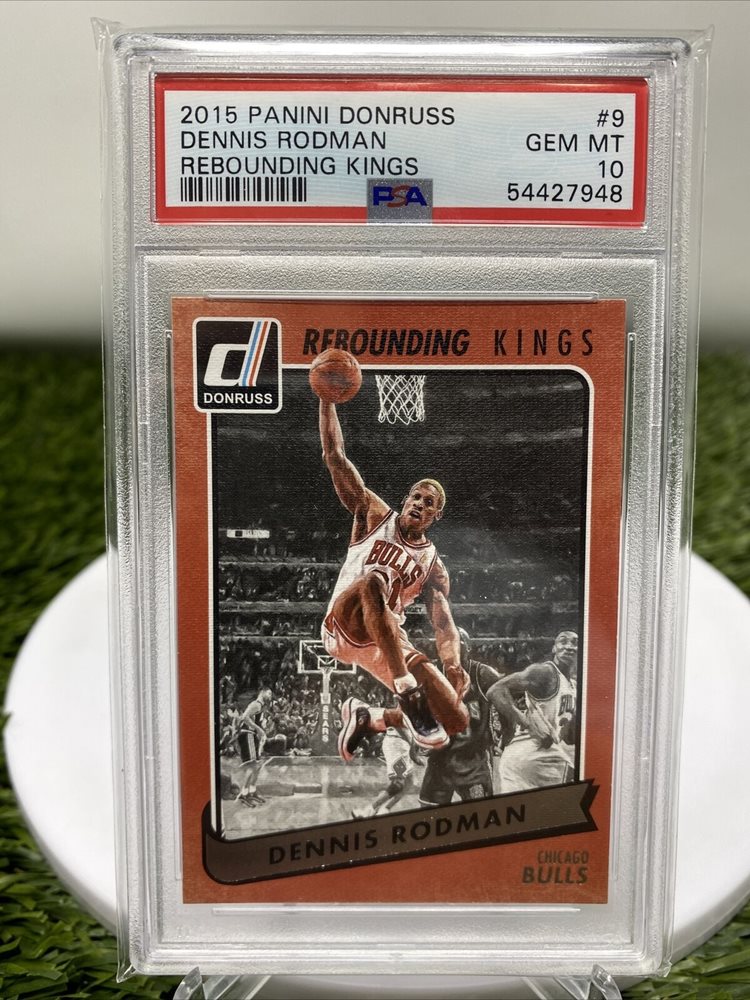 2015 PANINI DONRUSS #9
DENNIS RODMAN GEM MT
REBOUNDING KINGS 10
PSA 54427948
REBOUNDING KINGS
d
DONRUSS
BULLS
SEARS
DENNIS RODMAN
CHICAGO
BULLS